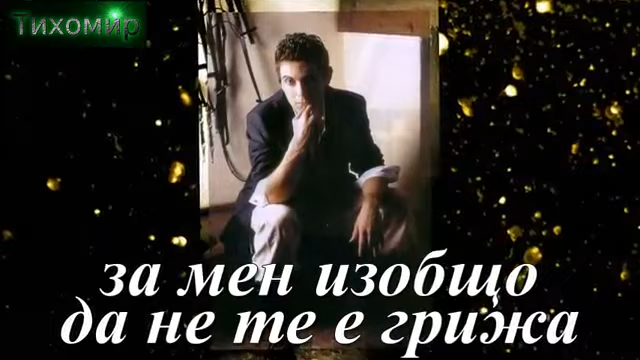 Тихомир
за мен изобщо
да не те е грижа